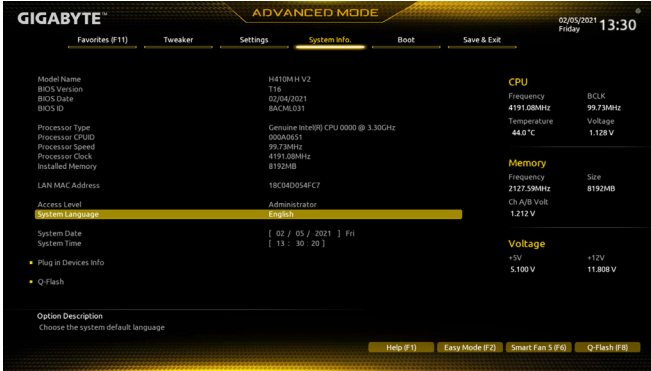 GIGABYTE™
ADVANCED MODE
02/05/2021 Friday 13:30
Favorites (F11) Tweaker Settings System Info. Boot Save & Exit
Model Name H410M H V2
BIOS Version T16
BIOS Date 02/04/2021
BIOS ID BACML031
Processor Type Genuine Intel(R) CPU 0000 @ 3.30GHz
Processor CPUID 000A0651
Processor Speed 99.73MHz
Processor Clock 4191.08MHz
Installed Memory 8192MB
LAN MAC Address 18C04D054FC7
Access Level Administrator
System Language English
System Date [ 02 / 05 / 2021 ] Fri
System Time [ 13 : 30 : 20 ]
Plug in Devices Info
Q-Flash
CPU
Frequency BCLK
4191.08MHz 99.73MHz
Temperature Voltage
44.0 °C 1.128 V
Memory
Frequency Size
2127.59MHz 8192MB
Ch A/B Volt
1.212 V
Voltage
+5V +12V
5.100 V 11.808 V
Option Description
Choose the system default language
Help (F1) Easy Mode (F2) Smart Fan 5 (F6) Q-Flash (F8)